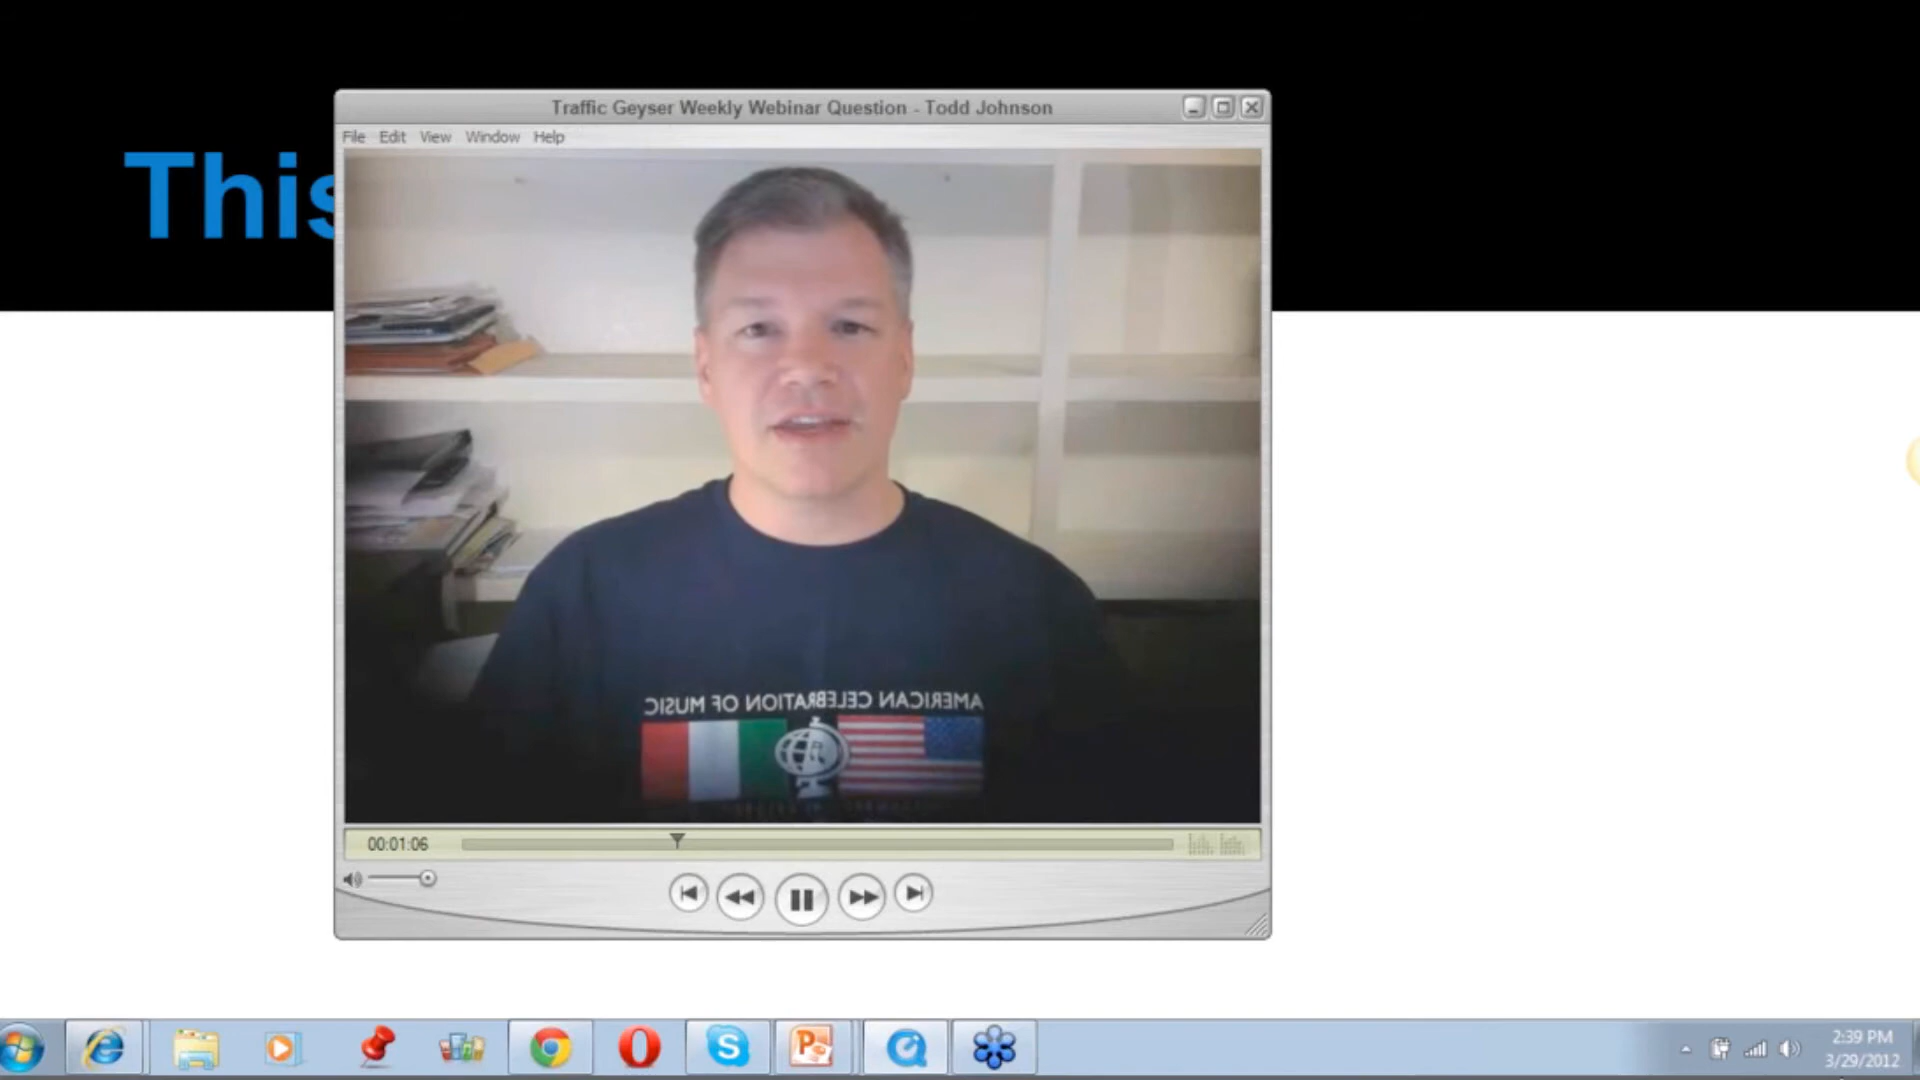 Traffic Geyser Weekly Webinar Question - Todd Johnson
File Edit View Window Help
This
AMERICAN CELEBRATION OF MUSIC
00:01:06
2:39 PM
3/29/2012